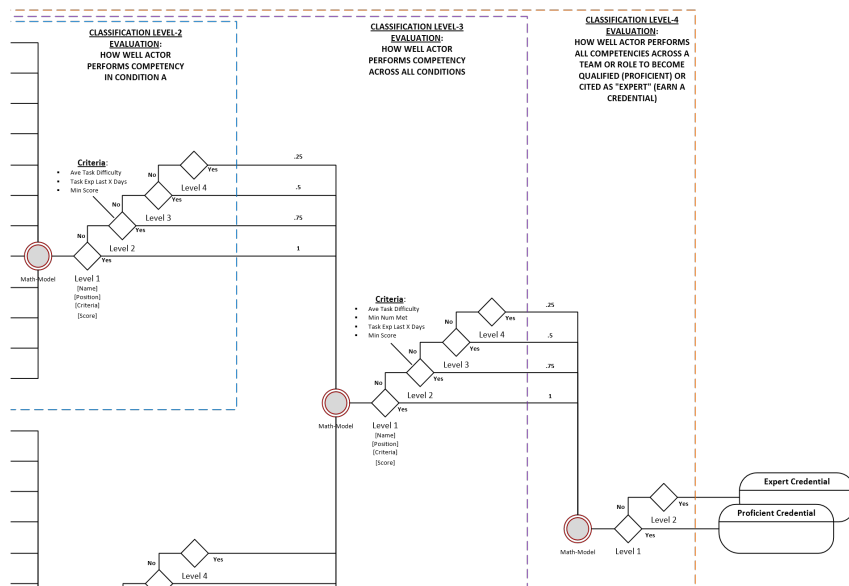 CLASSIFICATION LEVEL-2
EVALUATION:
HOW WELL ACTOR
PERFORMS COMPETENCY
IN CONDITION A
CLASSIFICATION LEVEL-3
EVALUATION:
HOW WELL ACTOR
PERFORMS COMPETENCY
ACROSS ALL CONDITIONS
CLASSIFICATION LEVEL-4
EVALUATION:
HOW WELL ACTOR PERFORMS
ALL COMPETENCIES ACROSS A
TEAM OR ROLE TO BECOME
QUALIFIED (PROFICIENT) OR
CITED AS "EXPERT" (EARN A
CREDENTIAL)
Criteria:
• Ave Task Difficulty
• Task Exp Last X Days
• Min Score
No
Yes
.25
Level 4
No
Yes
.5
Level 3
No
Yes
.75
Level 2
Yes
1
Math-Model
Level 1
[Name]
[Position]
[Criteria]
[Score]
Criteria:
• Ave Task Difficulty
• Min Num Met
• Task Exp Last X Days
• Min Score
No
Yes
.25
Level 4
No
Yes
.5
Level 3
No
Yes
.75
Level 2
Yes
1
Math-Model
Level 1
[Name]
[Position]
[Criteria]
[Score]
Expert Credential
No
Yes
Level 2
Proficient Credential
Yes
Math-Model
Level 1
No
Yes
Level 4
Yes